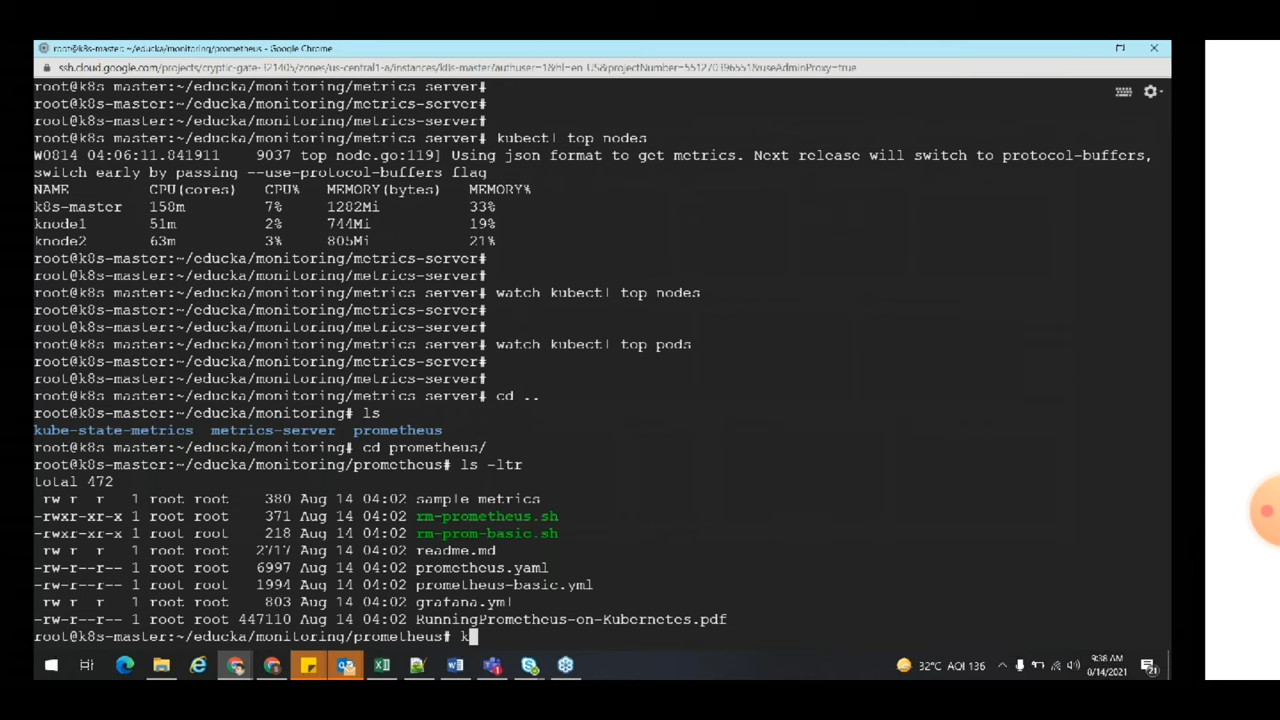 root@k8s-master: ~/educka/monitoring/prometheus - Google Chrome
ssh.cloud.google.com/projects/cryptic-gate-321405/zones/us-central1-a/instances/k8s-master?authuser=1&hl=en_US&projectNumber=551270396551&useAdminProxy=true
root@k8s master:~/educka/monitoring/metrics server#
root@k8s-master:~/educka/monitoring/metrics-server#
root@k8s master:~/educka/monitoring/metrics server#
root@k8s master:~/educka/monitoring/metrics server# kubectl top nodes
W0814 04:06:11.841911 9037 top node.go:119] Using json format to get metrics. Next release will switch to protocol-buffers,
switch early by passing --use-protocol-buffers flag
NAME CPU(cores) CPU% MEMORY(bytes) MEMORY%
k8s-master 158m 7% 1282Mi 33%
knode1 51m 2% 744Mi 19%
knode2 63m 3% 805Mi 21%
root@k8s-master:~/educka/monitoring/metrics-server#
root@k8s-master:~/educka/monitoring/metrics-server#
root@k8s master:~/educka/monitoring/metrics server# watch kubectl top nodes
root@k8s master:~/educka/monitoring/metrics server#
root@k8s-master:~/educka/monitoring/metrics-server#
root@k8s master:~/educka/monitoring/metrics server# watch kubectl top pods
root@k8s-master:~/educka/monitoring/metrics-server#
root@k8s-master:~/educka/monitoring/metrics-server#
root@k8s master:~/educka/monitoring/metrics server# cd ..
root@k8s-master:~/educka/monitoring# ls
kube-state-metrics metrics-server prometheus
root@k8s master:~/educka/monitoring# cd prometheus/
root@k8s-master:~/educka/monitoring/prometheus# ls -ltr
total 472
rw r r 1 root root 380 Aug 14 04:02 sample metrics
-rwxr-xr-x 1 root root 371 Aug 14 04:02 rm-prometheus.sh
-rwxr-xr-x 1 root root 218 Aug 14 04:02 rm-prom-basic.sh
rw r r 1 root root 2717 Aug 14 04:02 readme.md
-rw-r--r-- 1 root root 6997 Aug 14 04:02 prometheus.yaml
-rw-r--r-- 1 root root 1994 Aug 14 04:02 prometheus-basic.yml
rw r r 1 root root 803 Aug 14 04:02 grafana.yml
-rw-r--r-- 1 root root 447110 Aug 14 04:02 RunningPrometheus-on-Kubernetes.pdf
root@k8s-master:~/educka/monitoring/prometheus# k
32°C AQI 136
9:38 AM
8/14/2021
21